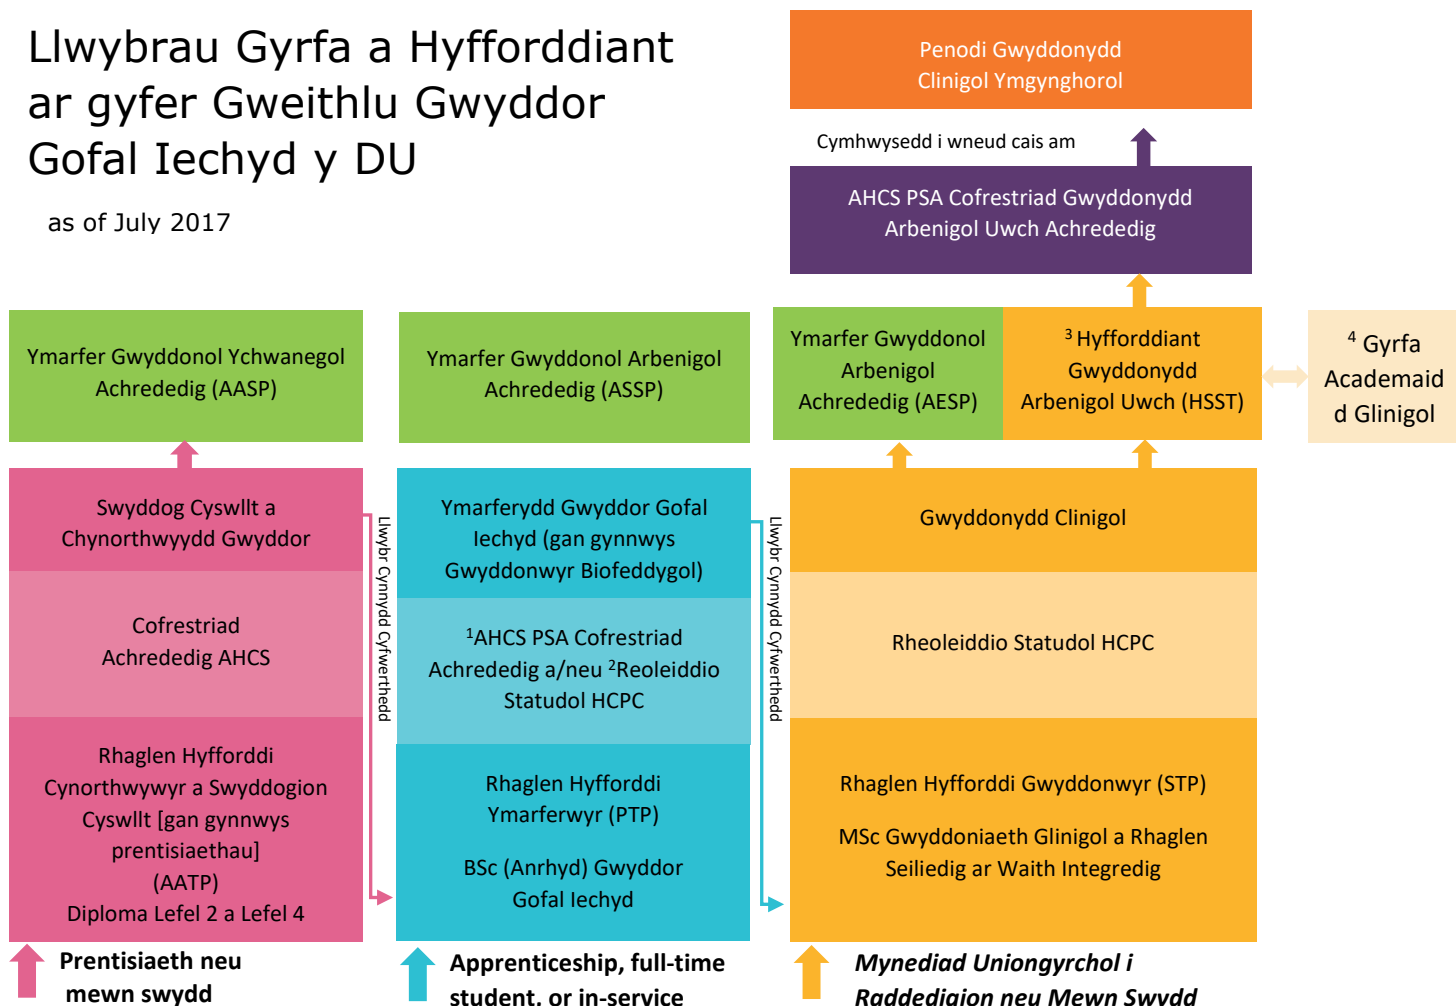 Llwybrau Gyrfa a Hyfforddiant
ar gyfer Gweithlu Gwyddor
Gofal Iechyd y DU
as of July 2017
Penodi Gwyddonydd
Clinigol Ymgynghorol
Cymhwysedd i wneud cais am
AHCS PSA Cofrestriad Gwyddonydd
Arbenigol Uwch Achrededig
Ymarfer Gwyddonol Ychwanegol
Achrededig (AASP)
Ymarfer Gwyddonol Arbenigol
Achrededig (ASSP)
Ymarfer Gwyddonol
Arbenigol
Achrededig (AESP)
3 Hyfforddiant
Gwyddonydd
Arbenigol Uwch (HSST)
4 Gyrfa
Academaid
d Glinigol
Swyddog Cyswllt a
Chynorthwyydd Gwyddor
Cofrestriad
Achrededig AHCS
Rhaglen Hyfforddi
Cynorthwywyr a Swyddogion
Cyswllt [gan gynnwys
prentisiaethau]
(AATP)
Diploma Lefel 2 a Lefel 4
Llwybr Cynnydd Cyfwerthedd
Ymarferydd Gwyddor Gofal
Iechyd (gan gynnwys
Gwyddonwyr Biofeddygol)
1AHCS PSA Cofrestriad
Achrededig a/neu 2Reoleiddio
Statudol HCPC
Rhaglen Hyfforddi
Ymarferwyr (PTP)
BSc (Anrhyd) Gwyddor
Gofal Iechyd
Llwybr Cynnydd Cyfwerthedd
Gwyddonydd Clinigol
Rheoleiddio Statudol HCPC
Rhaglen Hyfforddi Gwyddonwyr (STP)
MSc Gwyddoniaeth Glinigol a Rhaglen
Seiliedig ar Waith Integredig
Prentisiaeth neu
mewn swydd
Apprenticeship, full-time
student, or in-service
Mynediad Uniongyrchol i
Raddedigion neu Mewn Swydd